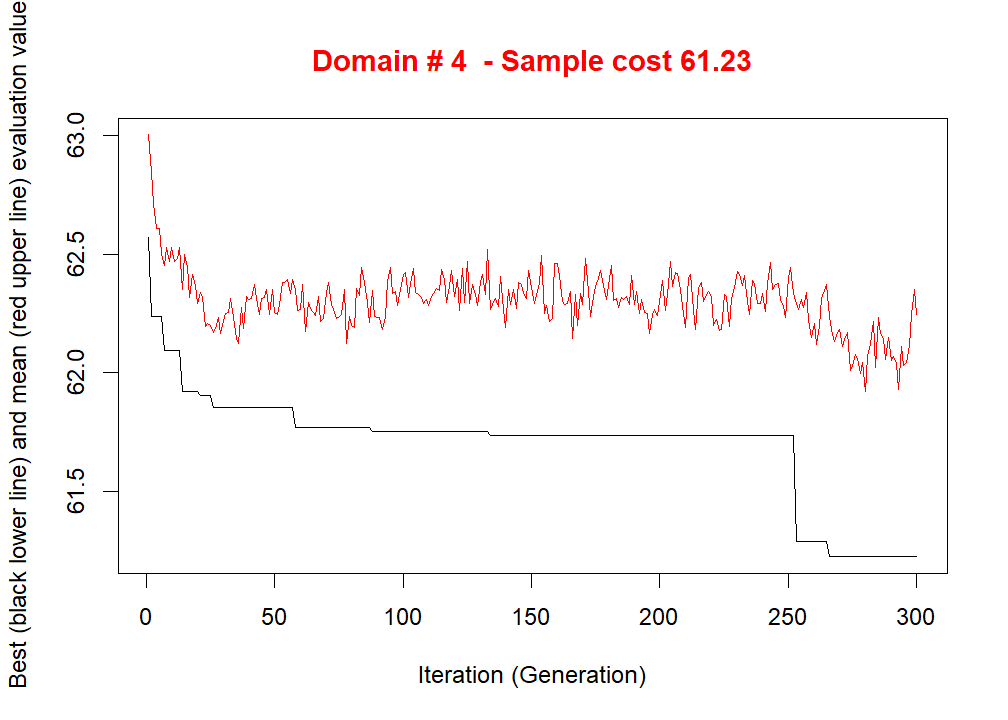 Domain # 4  - Sample cost 61.23
Best (black lower line) and mean (red upper line) evaluation value
63.0
62.5
62.0
61.5
0 50 100 150 200 250 300
Iteration (Generation)